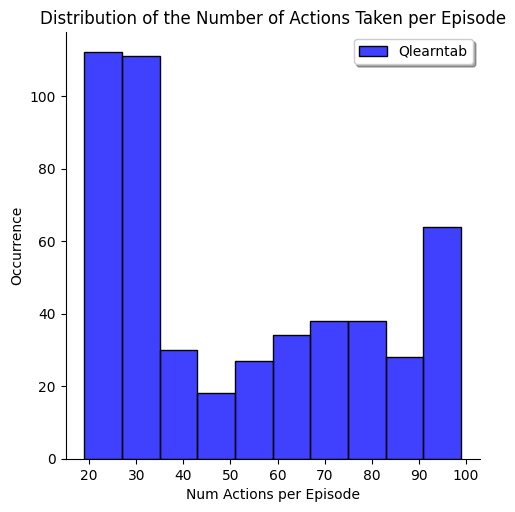 Distribution of the Number of Actions Taken per Episode
Qlearntab
Occurrence
100
80
60
40
20
0
20 30 40 50 60 70 80 90 100
Num Actions per Episode